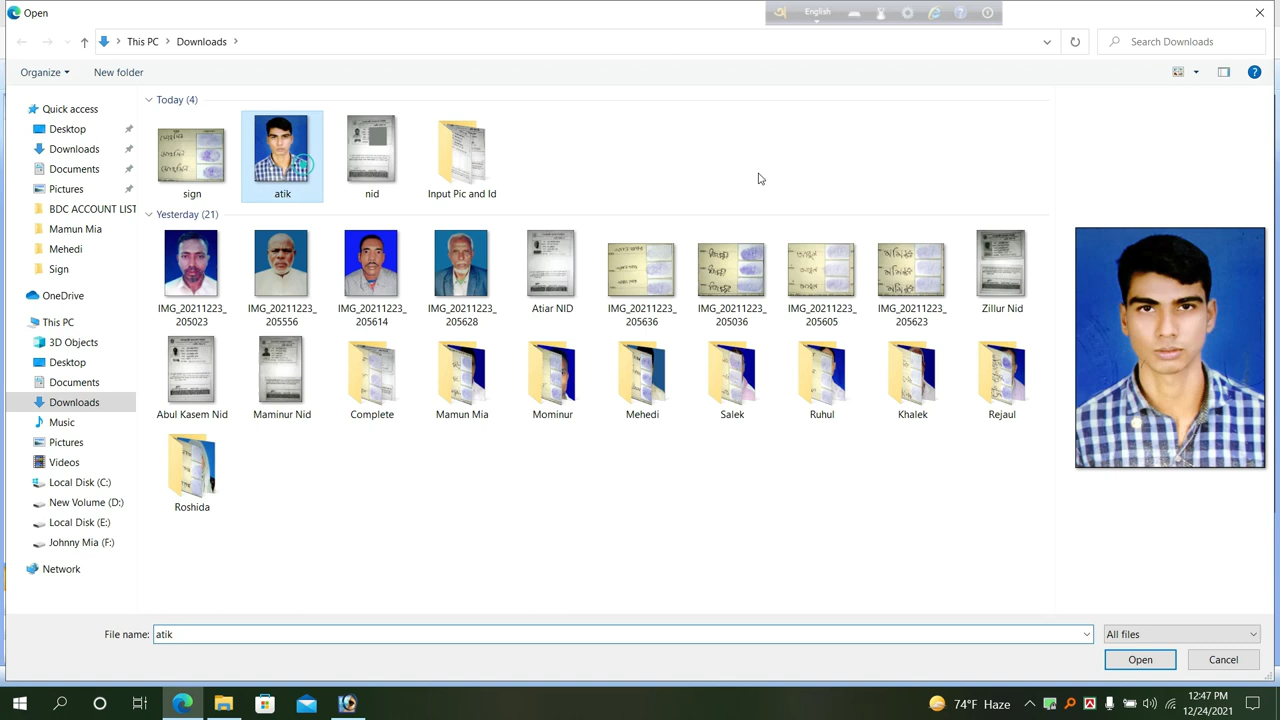 Open
English
This PC
Downloads
Search Downloads
Organize
New folder
Quick access
Desktop
Downloads
Documents
Pictures
BDC ACCOUNT LIST
Mamun Mia
Mehedi
Sign
OneDrive
This PC
3D Objects
Desktop
Documents
Downloads
Music
Pictures
Videos
Local Disk (C:)
New Volume (D:)
Local Disk (E:)
Johnny Mia (F:)
Network
Today (4)
sign
atik
nid
Input Pic and Id
Yesterday (21)
IMG_20211223_
205023
IMG_20211223_
205556
IMG_20211223_
205614
IMG_20211223_
205628
Atiar NID
IMG_20211223_
205636
IMG_20211223_
205036
IMG_20211223_
205605
IMG_20211223_
205623
Zillur Nid
Abul Kasem Nid
Maminur Nid
Complete
Mamun Mia
Mominur
Mehedi
Salek
Ruhul
Khalek
Rejaul
Roshida
File name:
atik
All files
Open
Cancel
74°F Haze
12:47 PM
12/24/2021